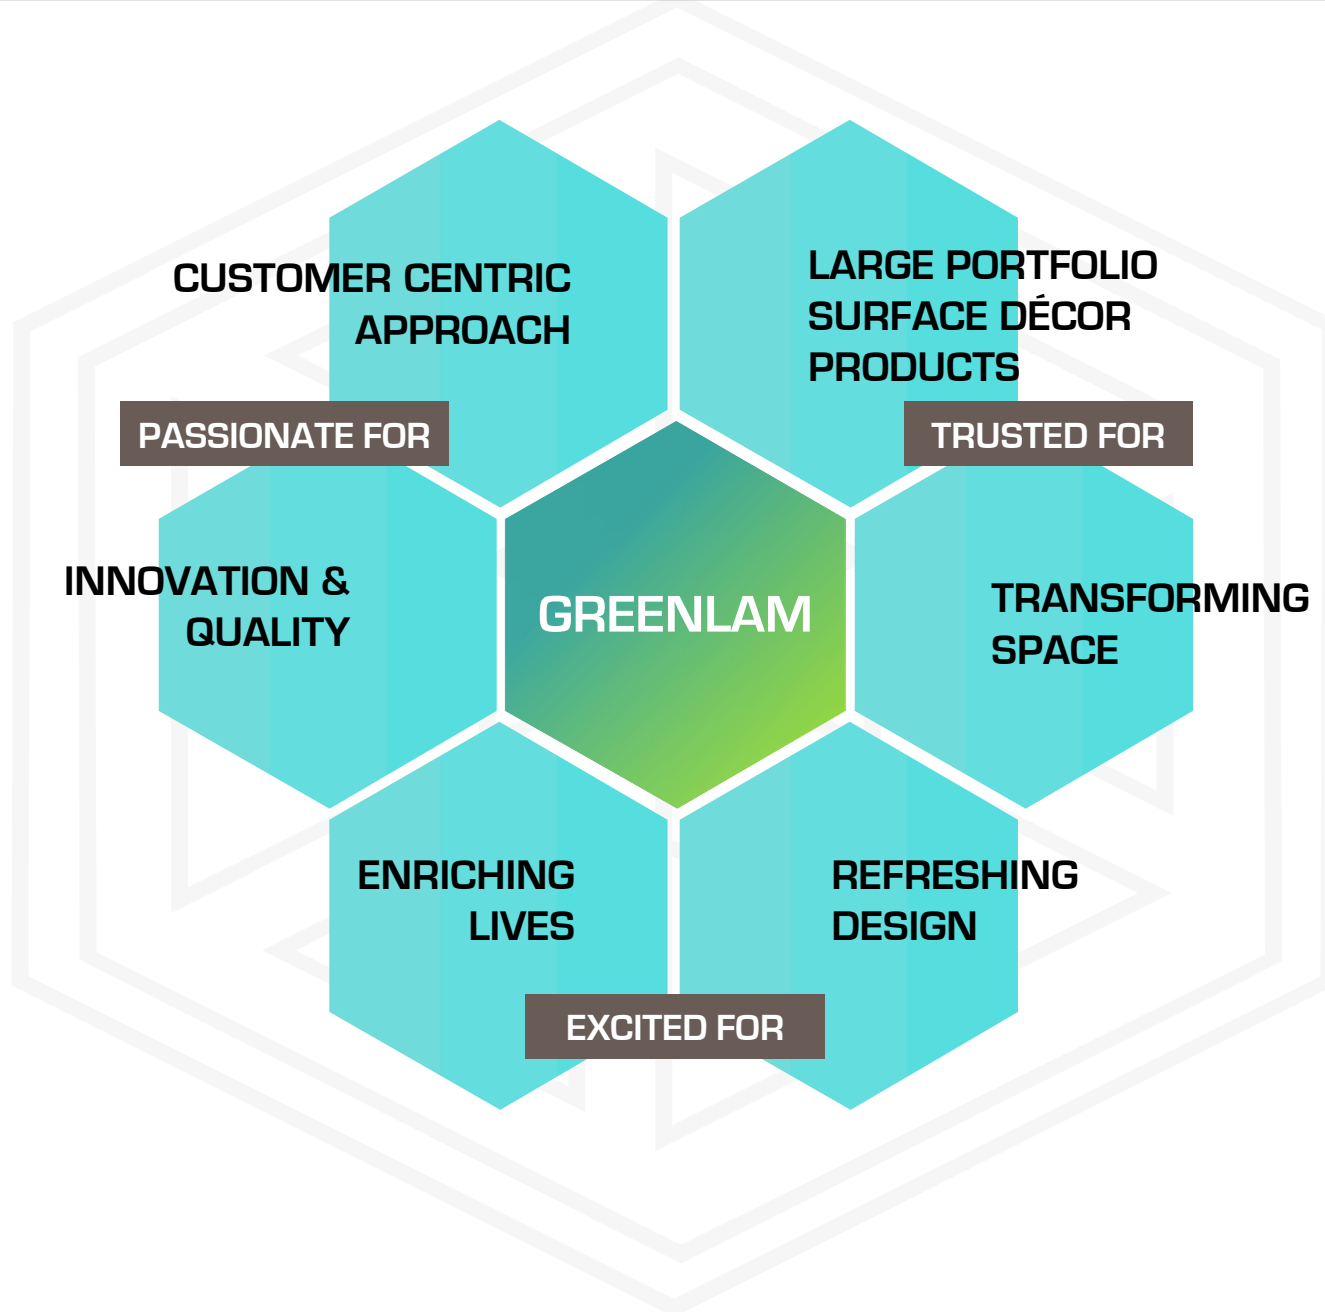 CUSTOMER CENTRIC
APPROACH
LARGE PORTFOLIO
SURFACE DÉCOR
PRODUCTS
PASSIONATE FOR
TRUSTED FOR
INNOVATION &
QUALITY
GREENLAM
TRANSFORMING
SPACE
ENRICHING
LIVES
REFRESHING
DESIGN
EXCITED FOR